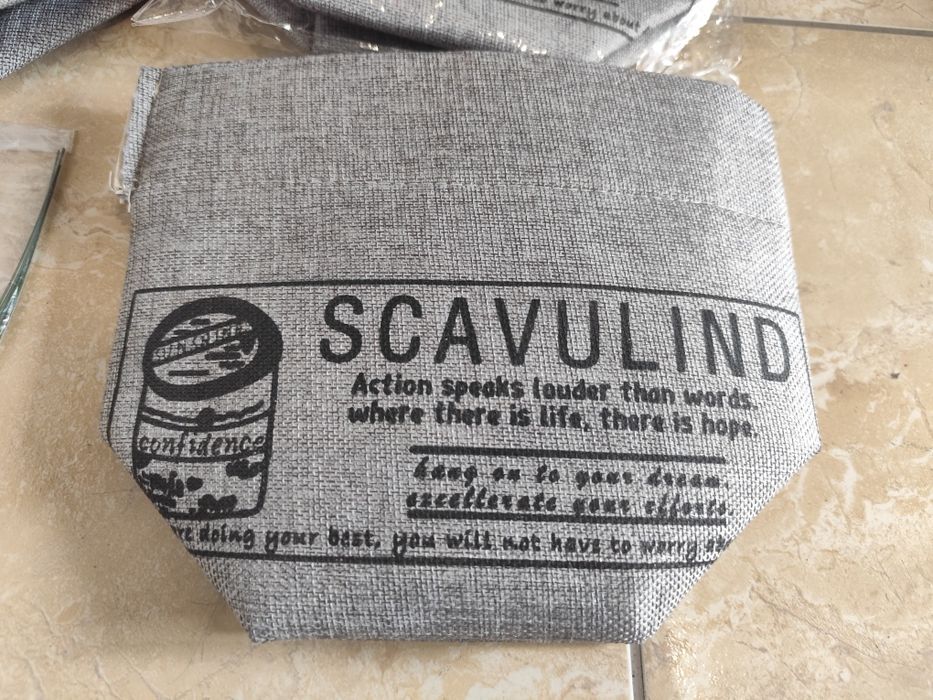 SCAVULIND
Action speaks louder than words.
where there is life, there is hope.
confidence
hang on to your dream.
excellerate your efforts
doing your best, you will not have to worry